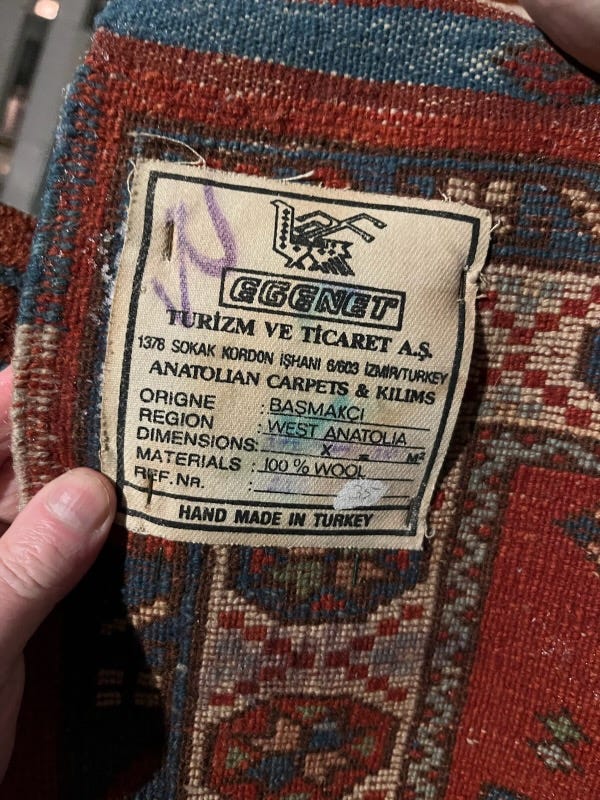 EGENET
TURİZM VE TİCARET A.Ş.
1378 SOKAK KORDON İŞHANI 6/603 İZMİR/TURKEY
ANATOLIAN CARPETS & KILIMS
ORIGNE : BAŞMAKÇI
REGION : WEST ANATOLIA
DIMENSIONS: X = M²
MATERIALS : 100 % WOOL
REF.NR. :
HAND MADE IN TURKEY